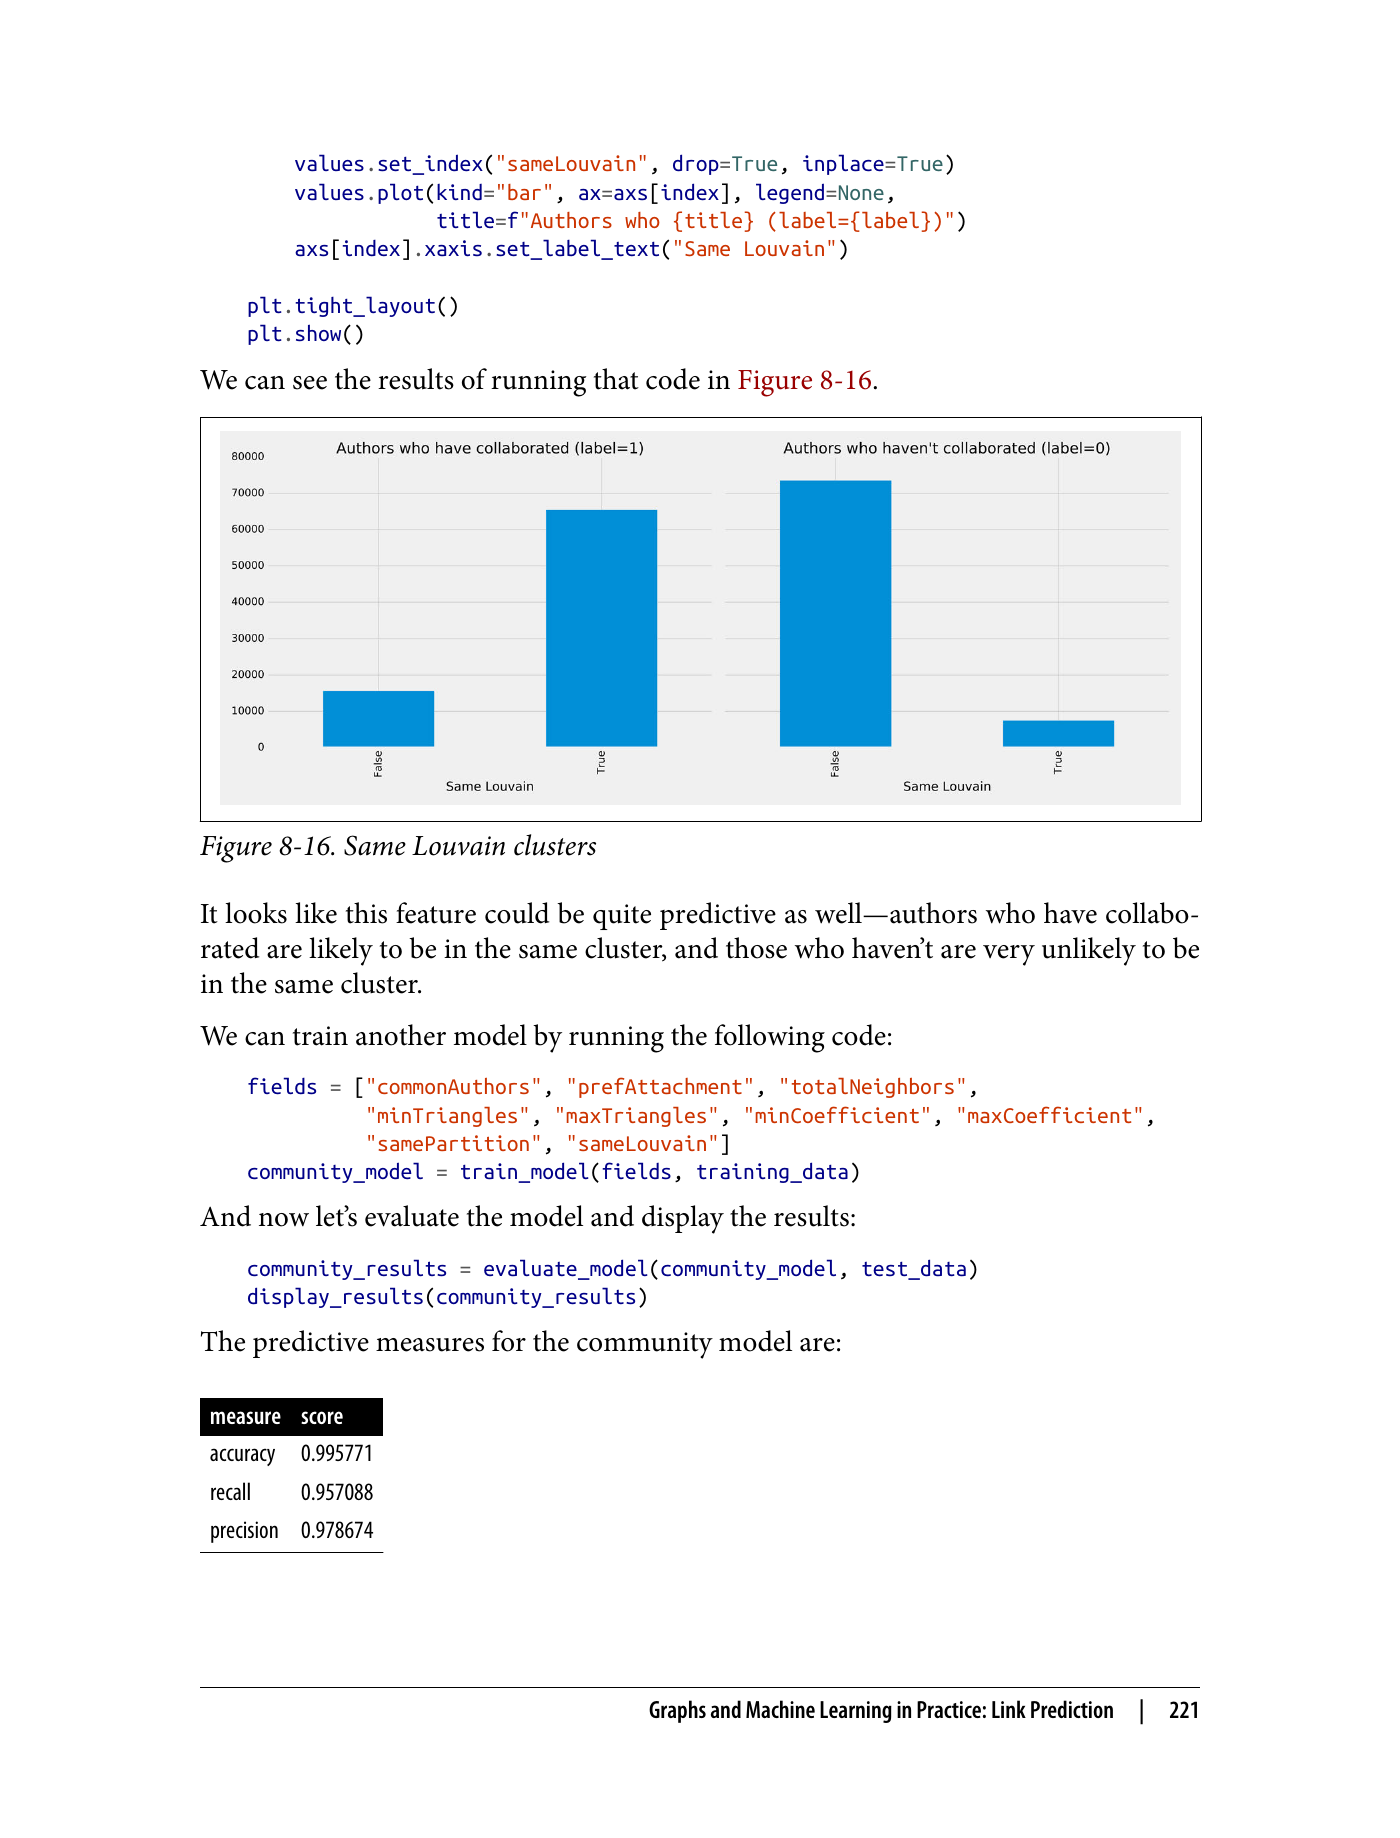 values.set_index("sameLouvain", drop=True, inplace=True)
values.plot(kind="bar", ax=axs[index], legend=None,
title=f"Authors who {title} (label={label})")
axs[index].xaxis.set_label_text("Same Louvain")
plt.tight_layout()
plt.show()
We can see the results of running that code in Figure 8-16.
Authors who have collaborated (label=1)
80000
70000
60000
50000
40000
30000
20000
10000
0
False
True
Same Louvain
Authors who haven't collaborated (label=0)
False
True
Same Louvain
Figure 8-16. Same Louvain clusters
It looks like this feature could be quite predictive as well—authors who have collabo-
rated are likely to be in the same cluster, and those who haven’t are very unlikely to be
in the same cluster.
We can train another model by running the following code:
fields = ["commonAuthors", "prefAttachment", "totalNeighbors",
"minTriangles", "maxTriangles", "minCoefficient", "maxCoefficient",
"samePartition", "sameLouvain"]
community_model = train_model(fields, training_data)
And now let’s evaluate the model and display the results:
community_results = evaluate_model(community_model, test_data)
display_results(community_results)
The predictive measures for the community model are:
measure score
accuracy 0.995771
recall 0.957088
precision 0.978674
Graphs and Machine Learning in Practice: Link Prediction | 221